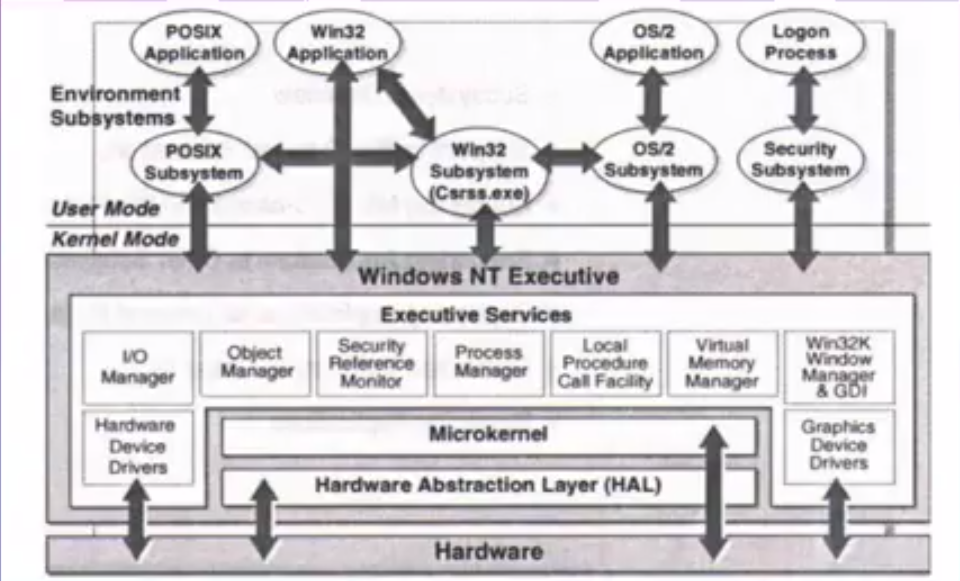 POSIX
Application
Win32
Application
OS/2
Application
Logon
Process
Environment
Subsystems
POSIX
Subsystem
Win32
Subsystem
(Csrss.exe)
OS/2
Subsystem
Security
Subsystem
User Mode
Kernel Mode
Windows NT Executive
Executive Services
I/O
Manager
Object
Manager
Security
Reference
Monitor
Process
Manager
Local
Procedure
Call Facility
Virtual
Memory
Manager
Win32K
Window
Manager
& GDI
Hardware
Device
Drivers
Microkernel
Graphics
Device
Drivers
Hardware Abstraction Layer (HAL)
Hardware